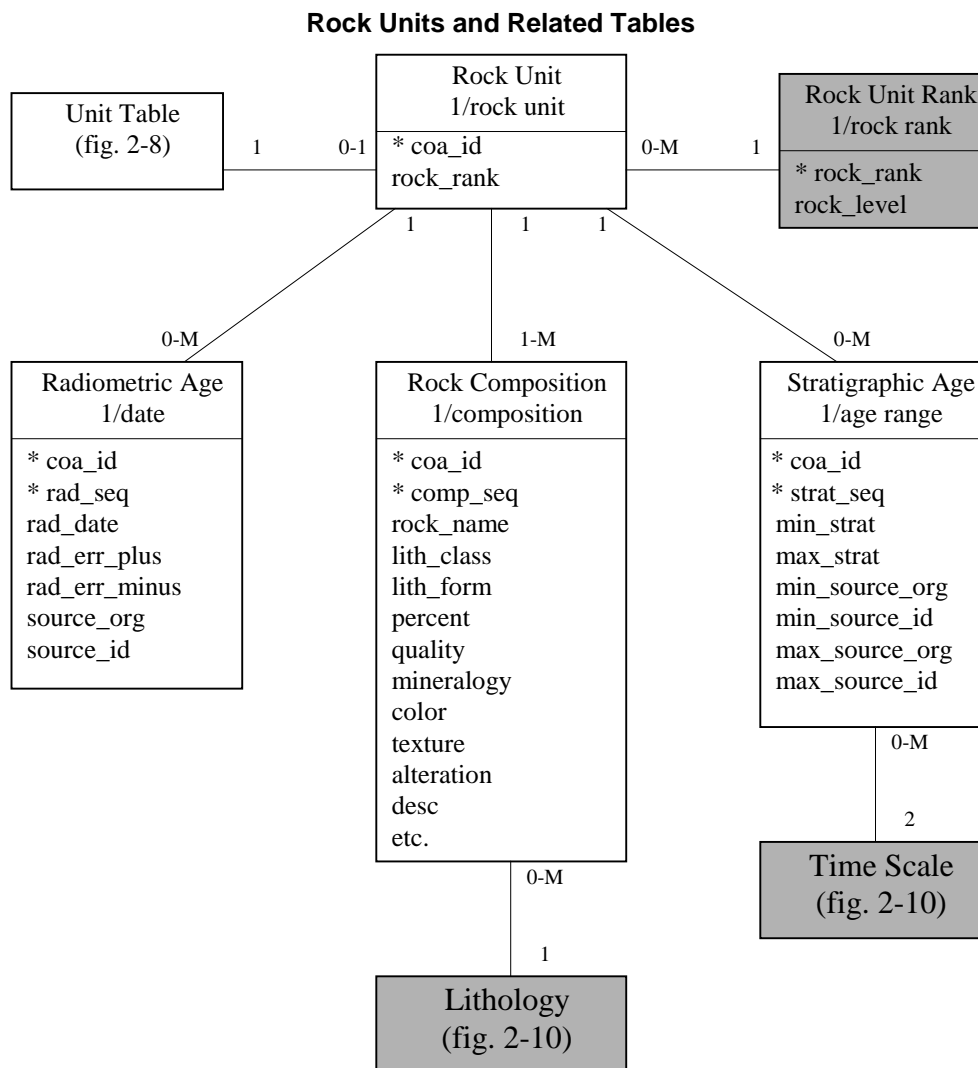 Rock Units and Related Tables
Unit Table
(fig. 2-8)
1
0-1
Rock Unit
1/rock unit
* coa_id
rock_rank
0-M
1
Rock Unit Rank
1/rock rank
* rock_rank
rock_level
1
1
1
0-M
1-M
0-M
Radiometric Age
1/date
* coa_id
* rad_seq
rad_date
rad_err_plus
rad_err_minus
source_org
source_id
Rock Composition
1/composition
* coa_id
* comp_seq
rock_name
lith_class
lith_form
percent
quality
mineralogy
color
texture
alteration
desc
etc.
Stratigraphic Age
1/age range
* coa_id
* strat_seq
min_strat
max_strat
min_source_org
min_source_id
max_source_org
max_source_id
0-M
2
Time Scale
(fig. 2-10)
0-M
1
Lithology
(fig. 2-10)